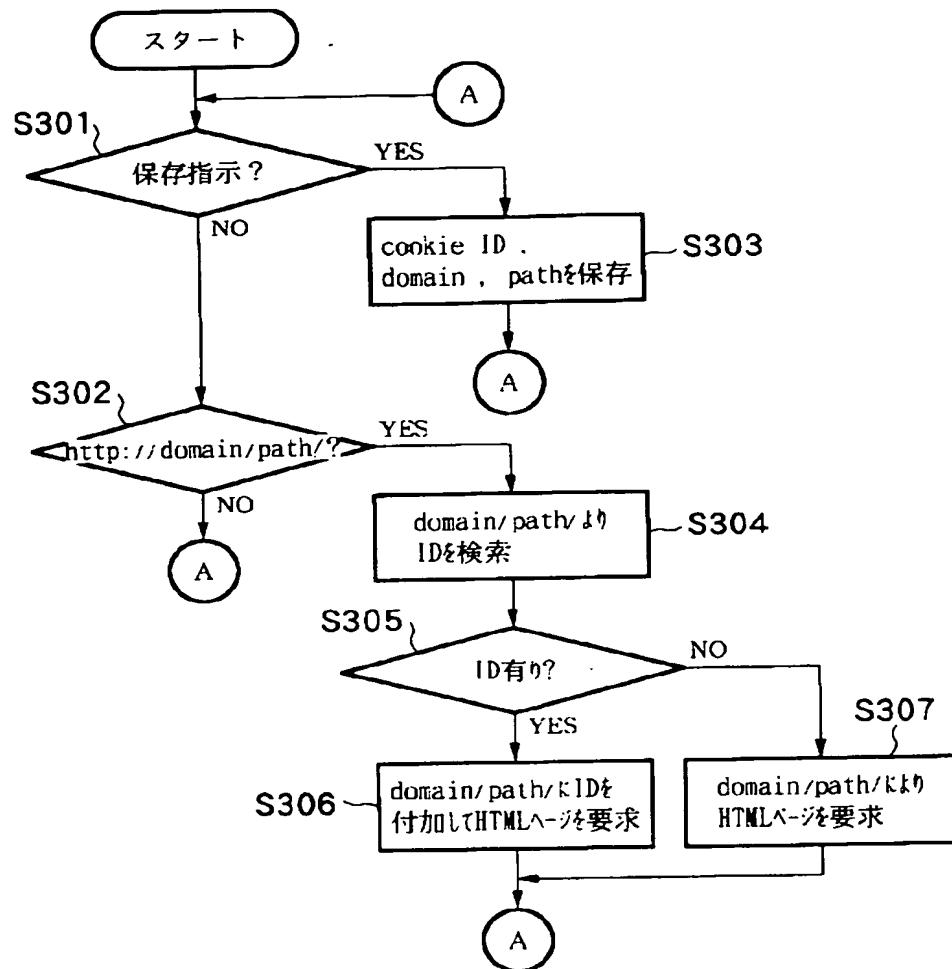 スタート
A
S301
保存指示？
YES
NO
cookie ID ,
domain , pathを保存
S303
A
S302
http://domain/path/?
YES
NO
A
domain/path/より
IDを検索
S304
S305
ID有り?
NO
YES
S307
S306
domain/path/にIDを
付加してHTMLページを要求
domain/path/により
HTMLページを要求
A